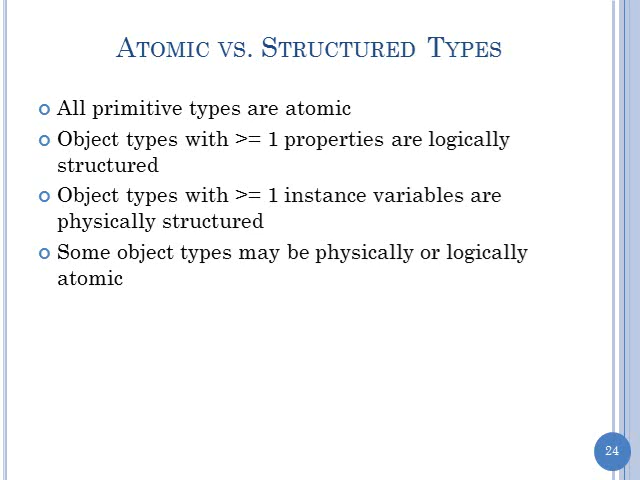 Atomic vs. Structured Types
All primitive types are atomic
Object types with >= 1 properties are logically
structured
Object types with >= 1 instance variables are
physically structured
Some object types may be physically or logically
atomic
24